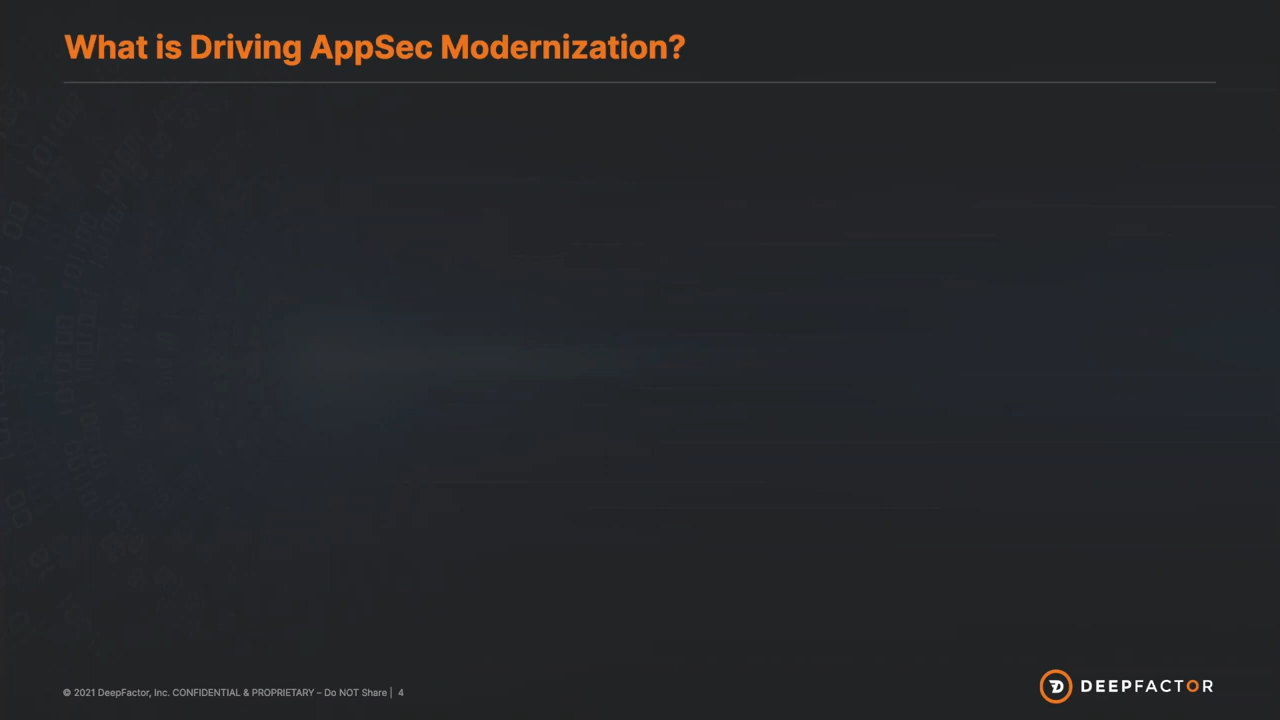 What is Driving AppSec Modernization?
© 2021 DeepFactor, Inc. CONFIDENTIAL & PROPRIETARY – Do NOT Share | 4
DEEPFACTOR